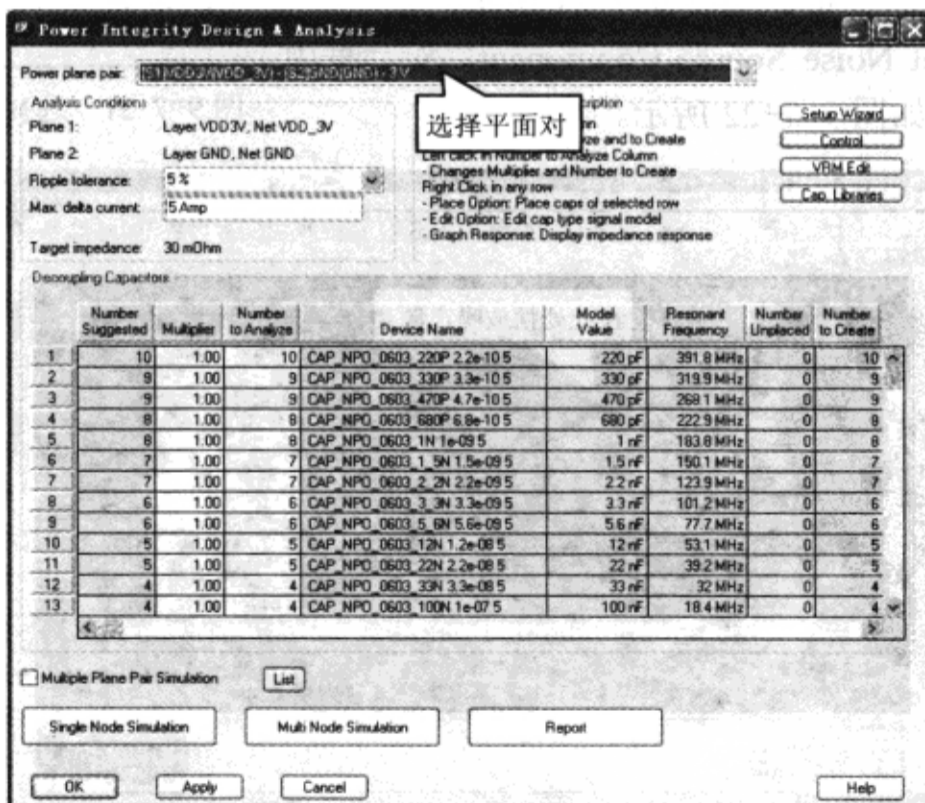 Power Integrity Design & Analysis
Power plane pair:
选择平面对
Analysis Conditions
Plane 1: Layer VDD3V, Net VDD_3V
Plane 2: Layer GND, Net GND
Ripple tolerance: 5 %
Max. delta current: 5 Amp
Target impedance: 30 mOhm
ze and to Create
Left click in Number to Analyze Column
- Changes Multiplier and Number to Create
Right Click in any row
- Place Option: Place caps of selected row
- Edit Option: Edit cap type signal model
- Graph Response: Display impedance response
Setup Wizard
Control
VRM Edit
Cap. Libraries
Decoupling Capacitors
Number Suggested Multiplier Number to Analyze Device Name Model Value Resonant Frequency Number Unplaced Number to Create
1 10 1.00 10 CAP_NPO_0603_220P 2.2e-10 5 220 pF 391.8 MHz 0 10
2 9 1.00 9 CAP_NPO_0603_330P 3.3e-10 5 330 pF 319.9 MHz 0 9
3 9 1.00 9 CAP_NPO_0603_470P 4.7e-10 5 470 pF 268.1 MHz 0 9
4 8 1.00 8 CAP_NPO_0603_680P 6.8e-10 5 680 pF 222.9 MHz 0 8
5 8 1.00 8 CAP_NPO_0603_1N 1e-09 5 1 nF 183.8 MHz 0 8
6 7 1.00 7 CAP_NPO_0603_1_5N 1.5e-09 5 1.5 nF 150.1 MHz 0 7
7 7 1.00 7 CAP_NPO_0603_2_2N 2.2e-09 5 2.2 nF 123.9 MHz 0 7
8 6 1.00 6 CAP_NPO_0603_3_3N 3.3e-09 5 3.3 nF 101.2 MHz 0 6
9 6 1.00 6 CAP_NPO_0603_5_6N 5.6e-09 5 5.6 nF 77.7 MHz 0 6
10 5 1.00 5 CAP_NPO_0603_12N 1.2e-08 5 12 nF 53.1 MHz 0 5
11 5 1.00 5 CAP_NPO_0603_22N 2.2e-08 5 22 nF 39.2 MHz 0 5
12 4 1.00 4 CAP_NPO_0603_33N 3.3e-08 5 33 nF 32 MHz 0 4
13 4 1.00 4 CAP_NPO_0603_100N 1e-07 5 100 nF 18.4 MHz 0 4
Multiple Plane Pair Simulation List
Single Node Simulation Multi Node Simulation Report
OK Apply Cancel Help